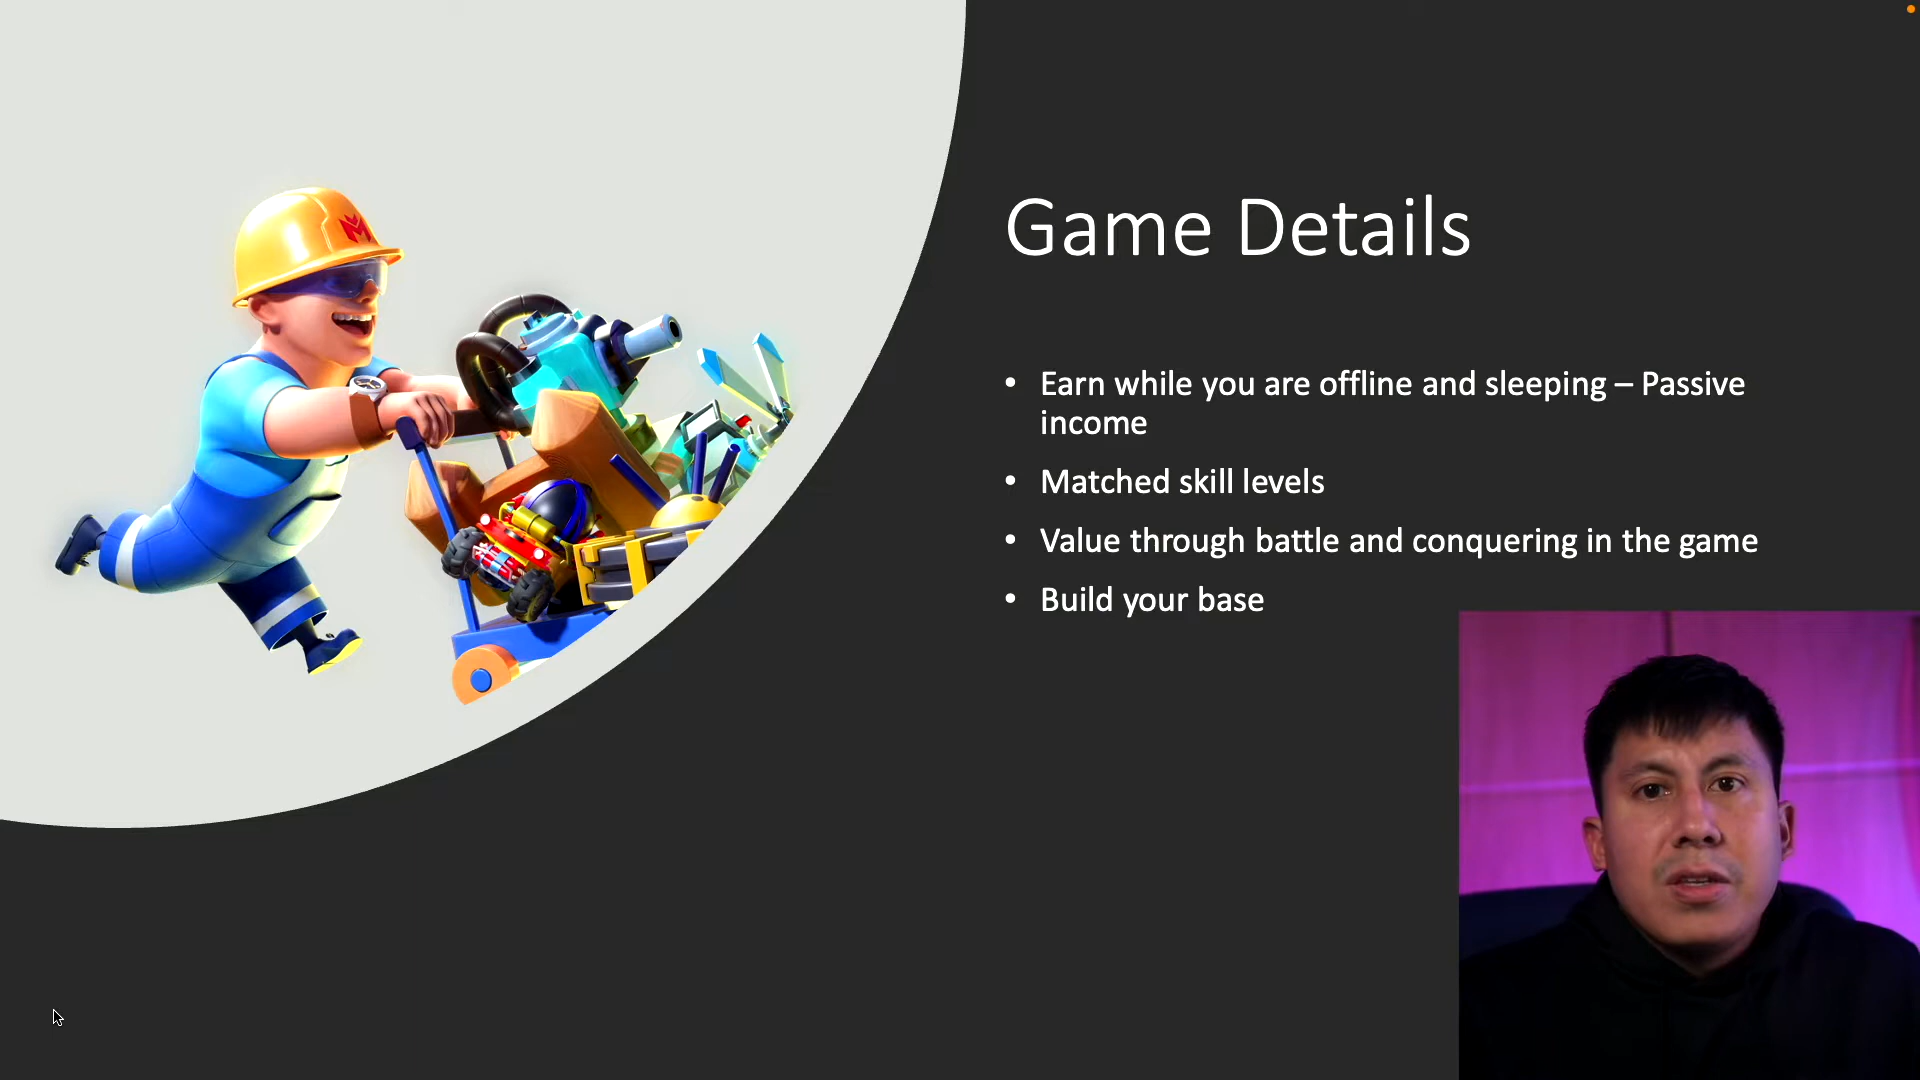 Game Details
• Earn while you are offline and sleeping – Passive
income
• Matched skill levels
• Value through battle and conquering in the game
• Build your base
M